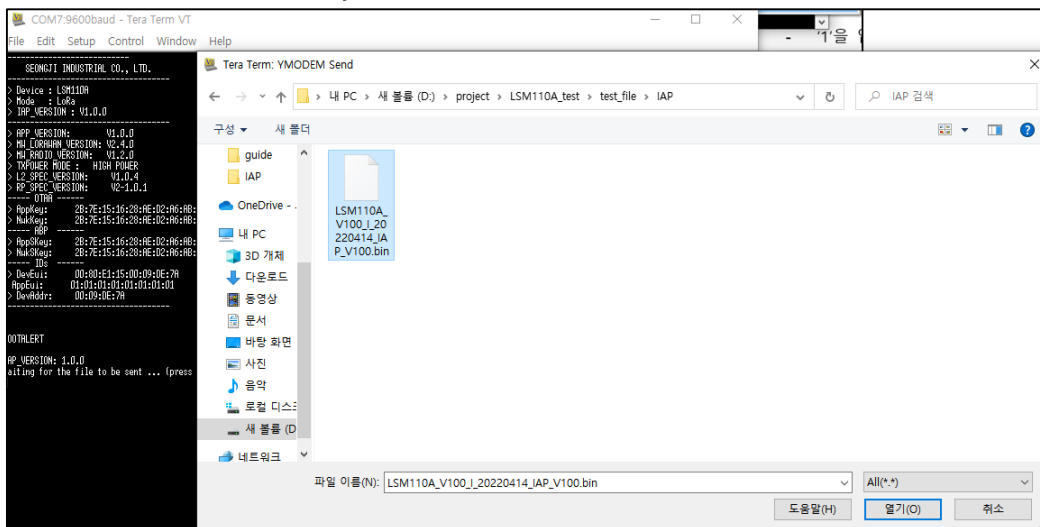 COM7:9600baud - Tera Term VT
File Edit Setup Control Window Help
- '1'을
SEONGJI INDUSTRIAL CO., LTD.
> Device : LSM110A
> Mode : LoRa
> IAP_VERSION : V1.0.0
> APP_VERSION: V1.0.0
> MW_LORAWAN_VERSION: V2.4.0
> MW_RADIO_VERSION: V1.2.0
> TXPOWER MODE : HIGH POWER
> L2_SPEC_VERSION: V1.0.4
> RP_SPEC_VERSION: V2-1.0.1
----- OTAA ------
> AppKey: 2B:7E:15:16:28:AE:D2:A6:AB:
> NwkKey: 2B:7E:15:16:28:AE:D2:A6:AB:
----- ABP ------
> AppSKey: 2B:7E:15:16:28:AE:D2:A6:AB:
> NwkSKey: 2B:7E:15:16:28:AE:D2:A6:AB:
----- IDs ------
> DevEui: 00:80:E1:15:00:09:0E:7A
AppEui: 01:01:01:01:01:01:01:01
> DevAddr: 00:09:0E:7A
OOTALERT
AP_VERSION: 1.0.0
aiting for the file to be sent ... (press
Tera Term: YMODEM Send
> 내 PC > 새 볼륨 (D:) > project > LSM110A_test > test_file > IAP
IAP 검색
구성 새 폴더
guide
IAP
OneDrive -
내 PC
3D 개체
다운로드
동영상
문서
바탕 화면
사진
음악
로컬 디스
새 볼륨 (D
네트워크
LSM110A_
V100_I_20
220414_IA
P_V100.bin
파일 이름(N): LSM110A_V100_I_20220414_IAP_V100.bin
All(*.*)
도움말(H) 열기(O) 취소